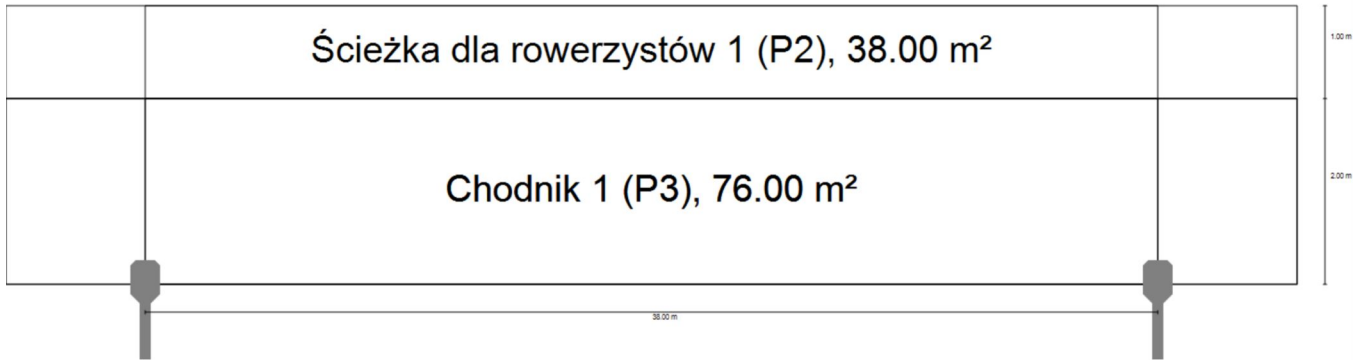 Ścieżka dla rowerzystów 1 (P2), 38.00 m²
1.00 m
Chodnik 1 (P3), 76.00 m²
2.00 m
38.00 m